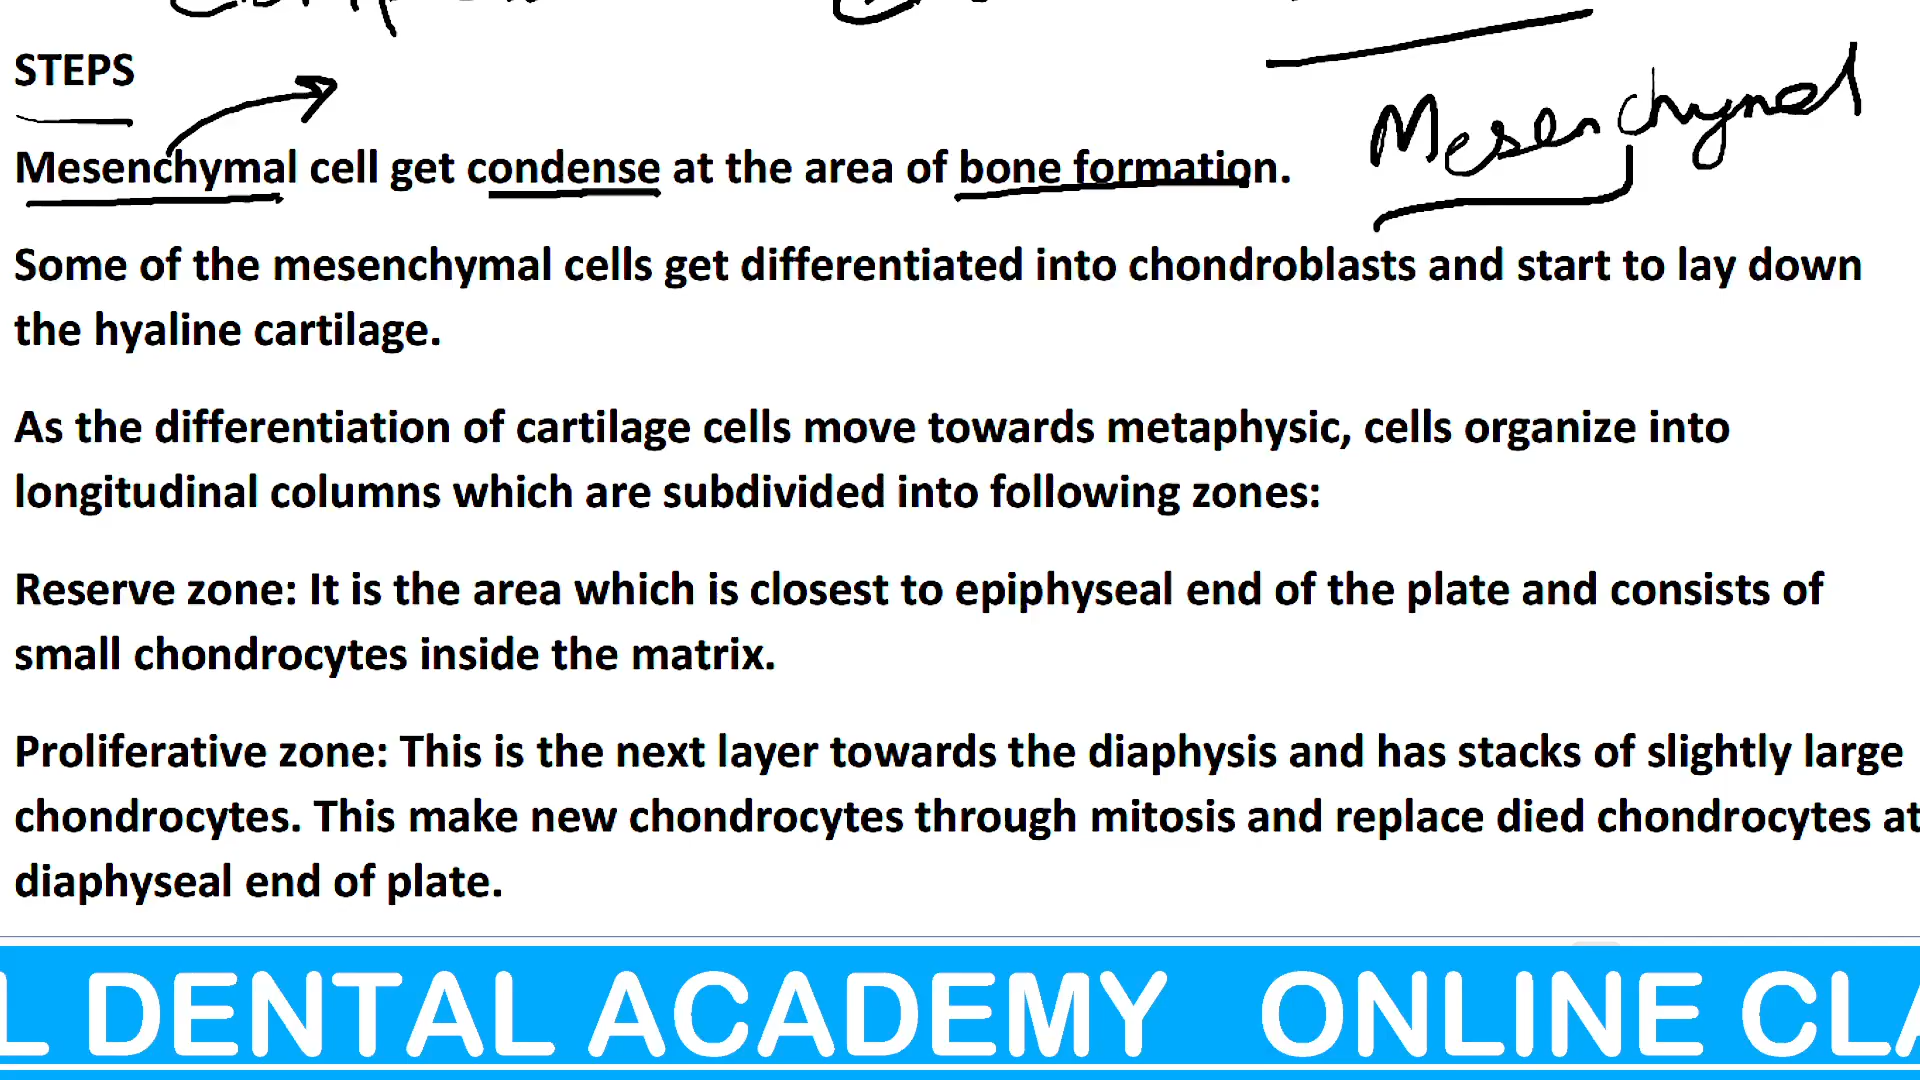 STEPS
Mesenchymal
Mesenchymal cell get condense at the area of bone formation.
Some of the mesenchymal cells get differentiated into chondroblasts and start to lay down
the hyaline cartilage.
As the differentiation of cartilage cells move towards metaphysic, cells organize into
longitudinal columns which are subdivided into following zones:
Reserve zone: It is the area which is closest to epiphyseal end of the plate and consists of
small chondrocytes inside the matrix.
Proliferative zone: This is the next layer towards the diaphysis and has stacks of slightly large
chondrocytes. This make new chondrocytes through mitosis and replace died chondrocytes at
diaphyseal end of plate.
L DENTAL ACADEMY ONLINE CLA